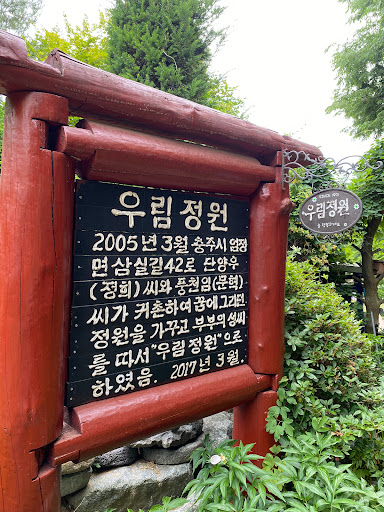 우림정원
2005년 3월 충주시 엄정
면 삼실길42로 단양우
(정희) 씨와 풍천임(문희)
씨가 귀촌하여 꿈에 그리던
정원을 가꾸고 부부의 성씨
를 따서 "우림정원"으로
하였음. 2017년 3월.
우림정원